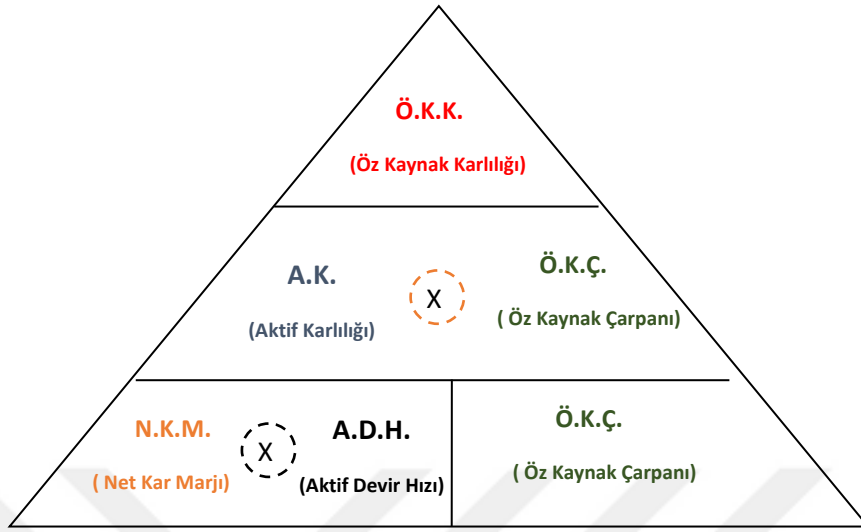 Ö.K.K.
(Öz Kaynak Karlılığı)
A.K.
X
Ö.K.Ç.
(Aktif Karlılığı)
( Öz Kaynak Çarpanı)
N.K.M.
X
A.D.H.
Ö.K.Ç.
( Net Kar Marjı)
(Aktif Devir Hızı)
( Öz Kaynak Çarpanı)